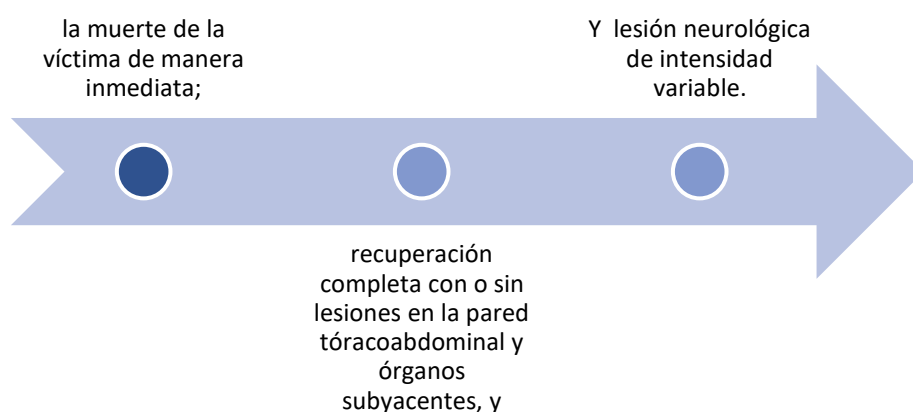 la muerte de la
víctima de manera
inmediata;
recuperación
completa con o sin
lesiones en la pared
tóracoabdominal y
órganos
subyacentes, y
Y lesión neurológica
de intensidad
variable.